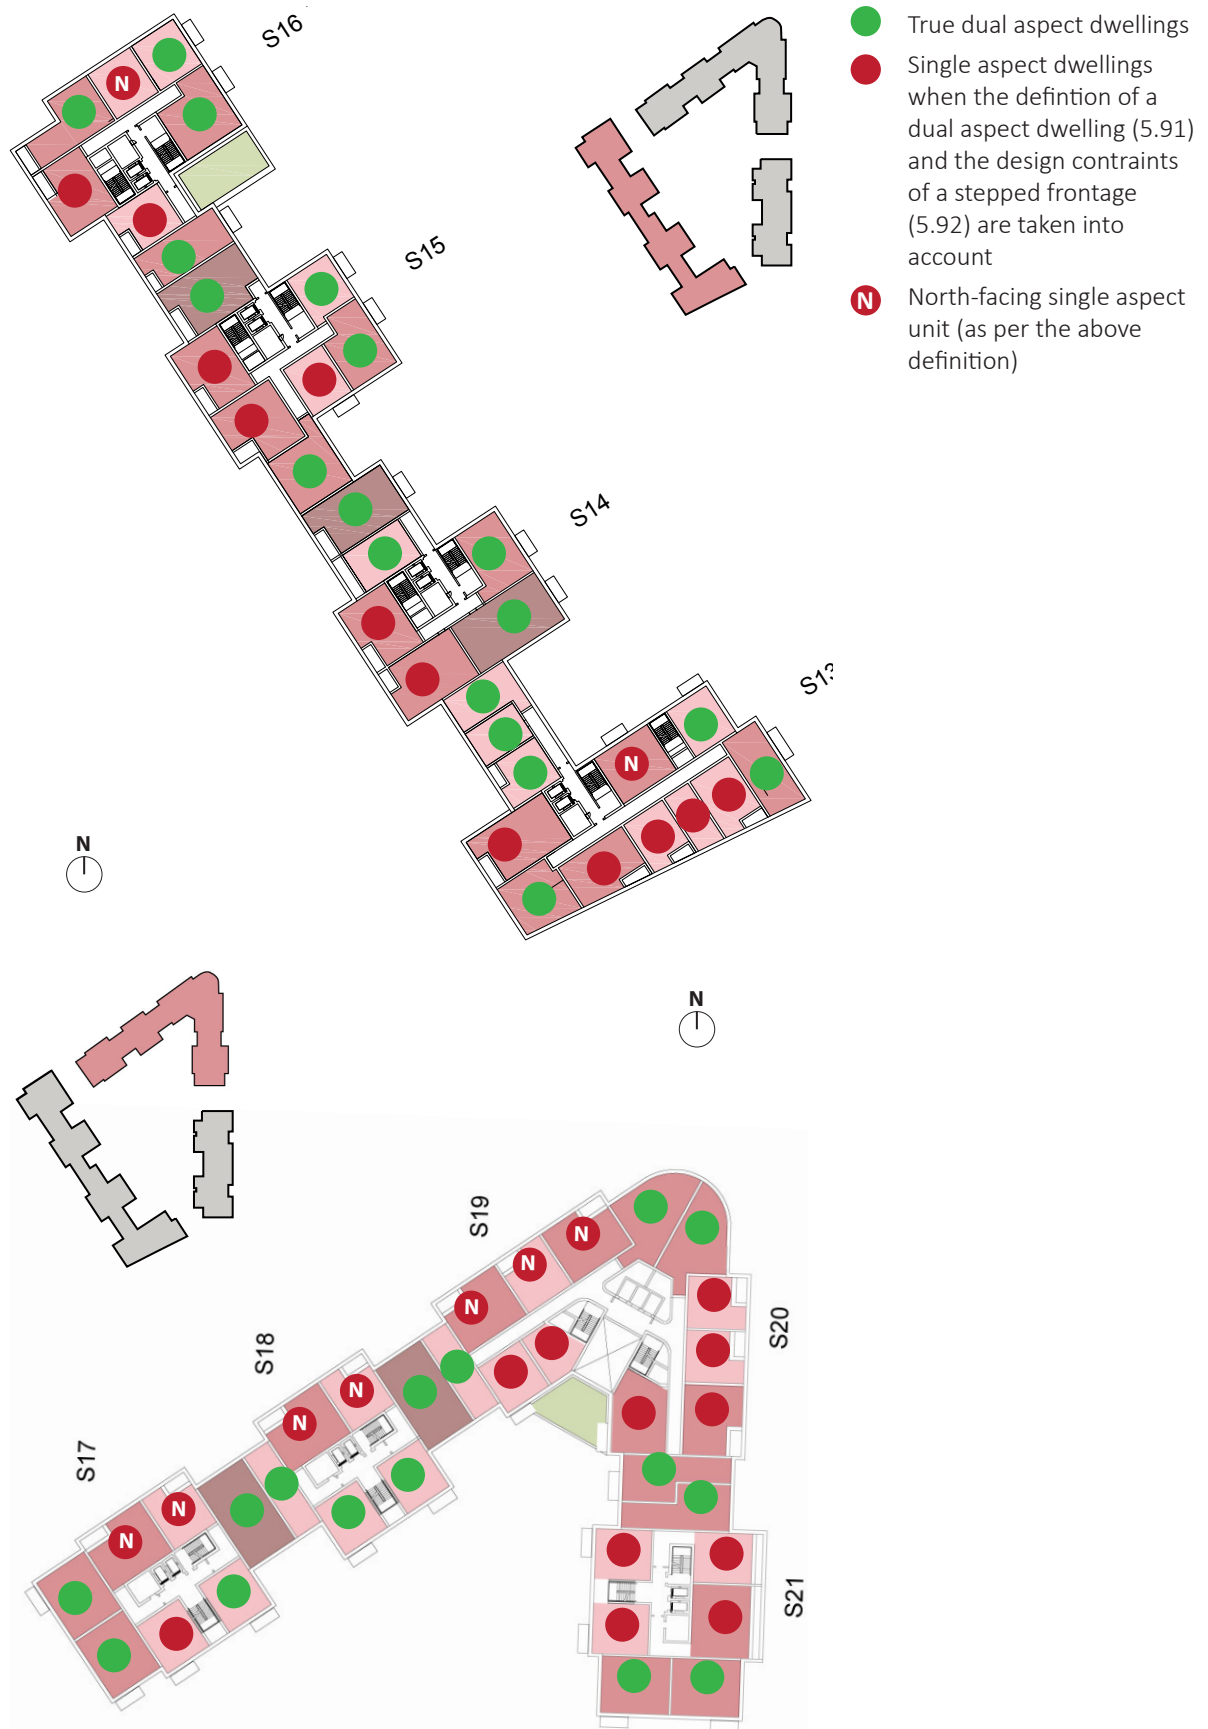 True dual aspect dwellings
Single aspect dwellings
when the defintion of a
dual aspect dwelling (5.91)
and the design contraints
of a stepped frontage
(5.92) are taken into
account
N
North-facing single aspect
unit (as per the above
definition)
S16
N
S15
S14
S13
N
N
N
S19
N
N
N
S20
S18
N
N
S17
N
N
S21